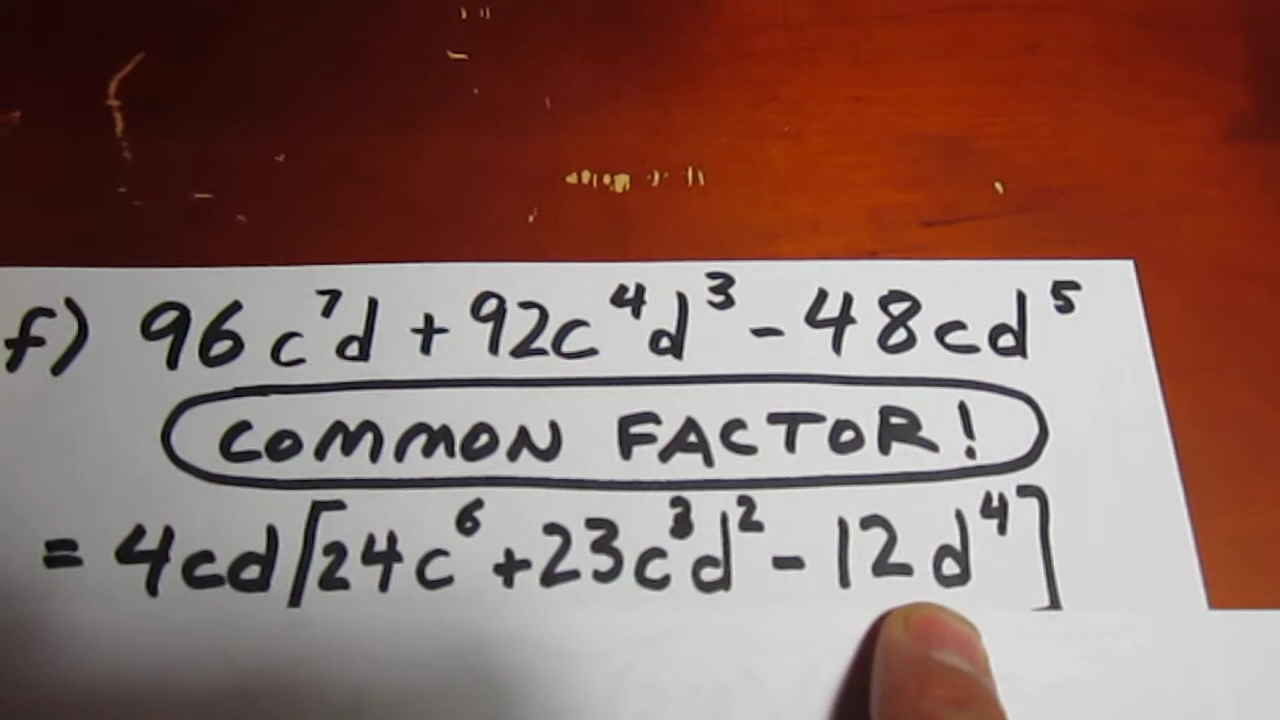 f) 96c⁷d + 92c⁴d³ - 48cd⁵
COMMON FACTOR!
= 4cd[24c⁶ + 23c³d² - 12d⁴]